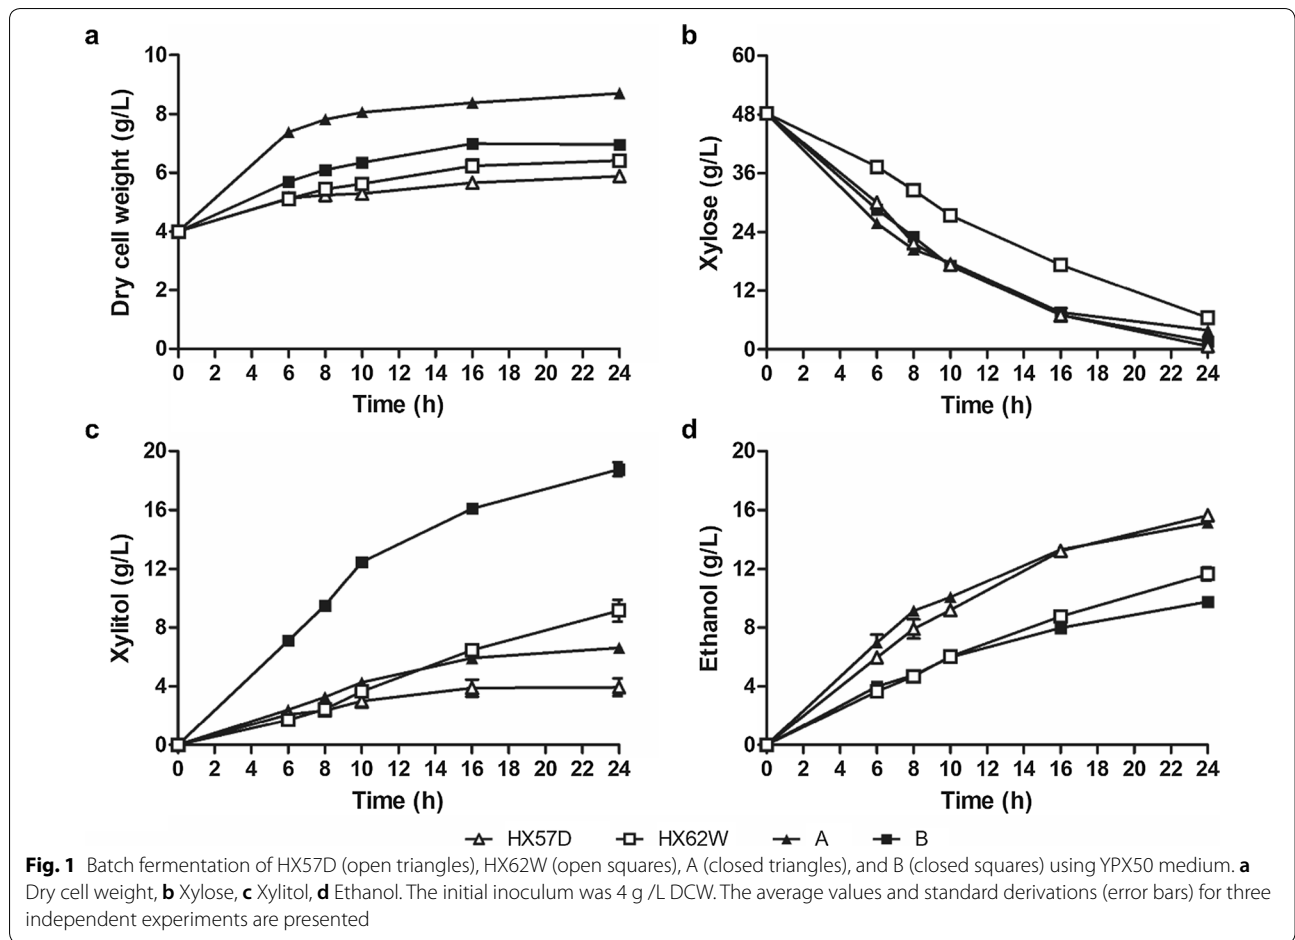 a
10
8
6
4
2
0
Dry cell weight (g/L)
0 2 4 6 8 10 12 14 16 18 20 22 24
Time (h)
b
60
48
36
24
12
0
Xylose (g/L)
0 2 4 6 8 10 12 14 16 18 20 22 24
Time (h)
c
20
16
12
8
4
0
Xylitol (g/L)
0 2 4 6 8 10 12 14 16 18 20 22 24
Time (h)
d
20
16
12
8
4
0
Ethanol (g/L)
0 2 4 6 8 10 12 14 16 18 20 22 24
Time (h)
HX57D HX62W A B
Fig. 1 Batch fermentation of HX57D (open triangles), HX62W (open squares), A (closed triangles), and B (closed squares) using YPX50 medium. a
Dry cell weight, b Xylose, c Xylitol, d Ethanol. The initial inoculum was 4 g /L DCW. The average values and standard derivations (error bars) for three
independent experiments are presented